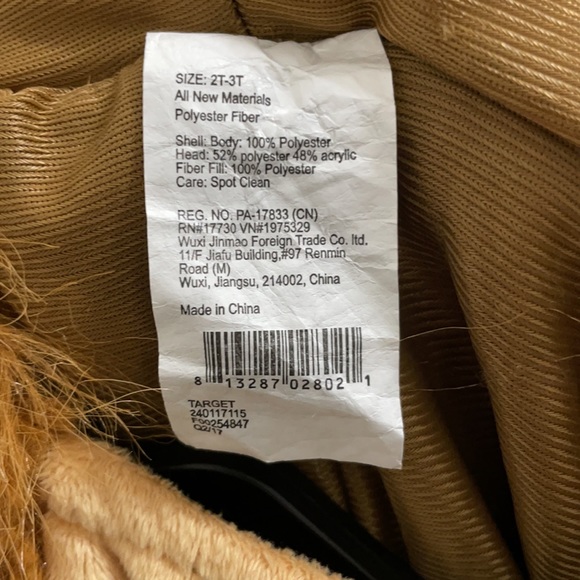 SIZE: 2T-3T
All New Materials
Polyester Fiber
Shell: Body: 100% Polyester
Head: 52% polyester 48% acrylic
Fiber Fill: 100% Polyester
Care: Spot Clean
REG. NO. PA-17833 (CN)
RN#17730 VN#1975329
Wuxi Jinmao Foreign Trade Co. ltd.
11/F Jiafu Building,#97 Renmin
Road (M)
Wuxi, Jiangsu, 214002, China
Made in China
8 13287 02802 1
TARGET
240117115
F00254847
Q2/17